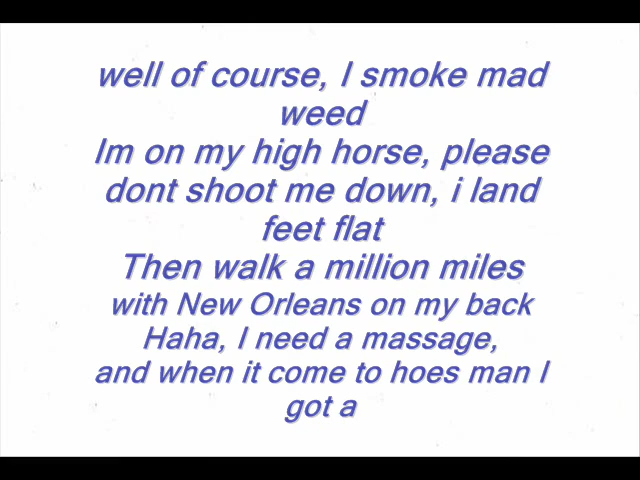 well of course, I smoke mad
weed
Im on my high horse, please
dont shoot me down, i land
feet flat
Then walk a million miles
with New Orleans on my back
Haha, I need a massage,
and when it come to hoes man I
got a